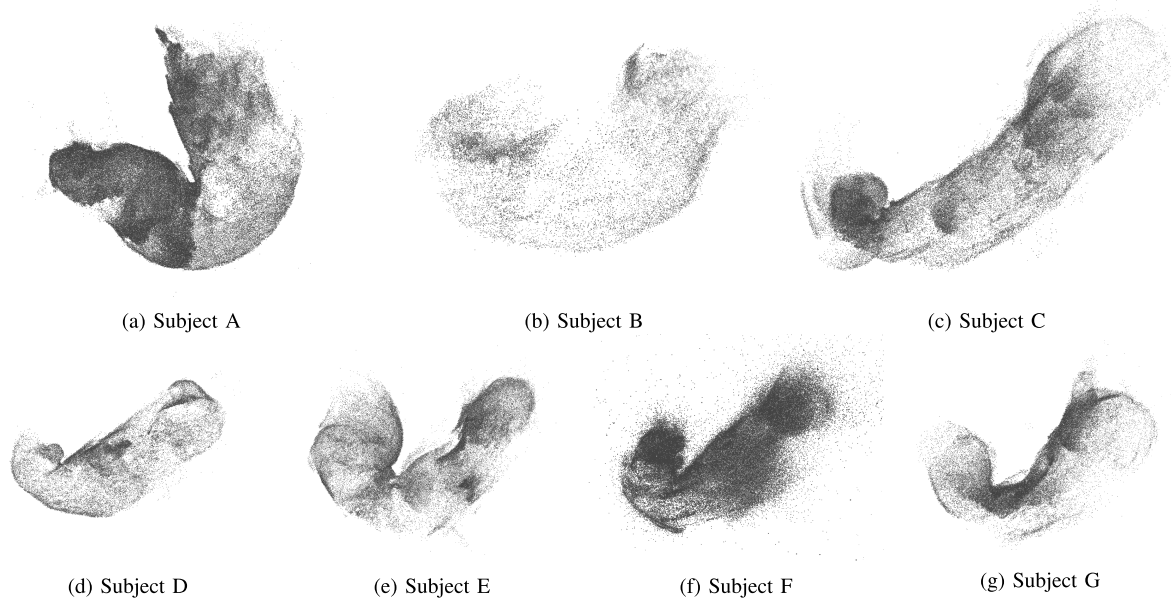 (a) Subject A
(b) Subject B
(c) Subject C
(d) Subject D
(e) Subject E
(f) Subject F
(g) Subject G